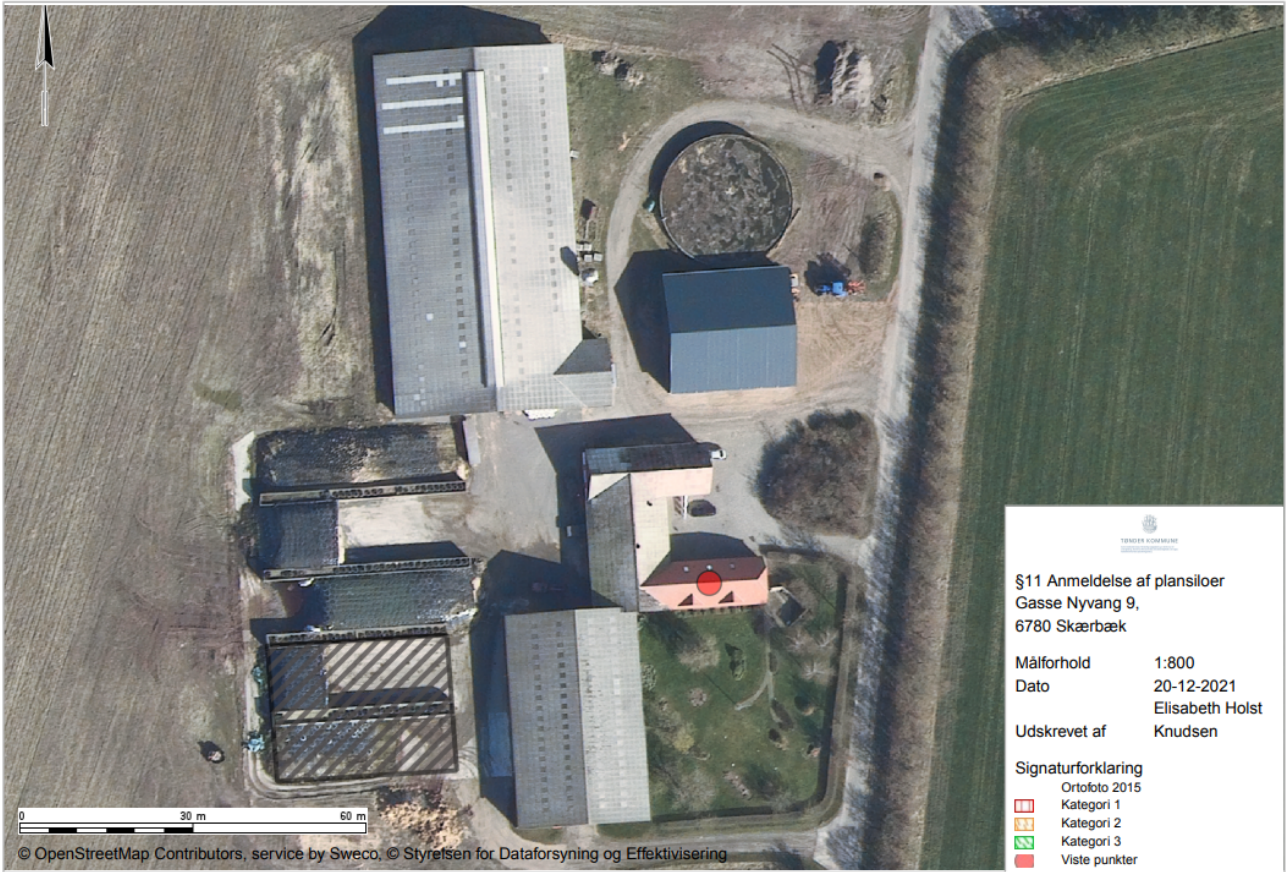 TØNDER KOMMUNE
§11 Anmeldelse af plansiloer
Gasse Nyvang 9,
6780 Skærbæk
Målforhold 1:800
Dato 20-12-2021
Elisabeth Holst
Udskrevet af Knudsen
Signaturforklaring
Ortofoto 2015
Kategori 1
Kategori 2
Kategori 3
Viste punkter
0 30 m 60 m
© OpenStreetMap Contributors, service by Sweco, © Styrelsen for Dataforsyning og Effektivisering